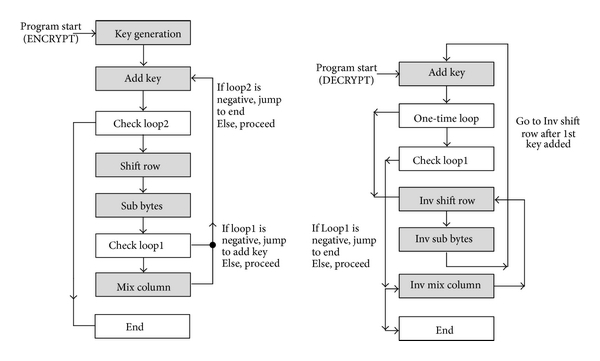 Program start
(ENCRYPT)
Key generation
Add key
Check loop2
Shift row
Sub bytes
Check loop1
Mix column
End
If loop2 is
negative, jump
to end
Else, proceed
If loop1 is
negative, jump
to add key
Else, proceed
Program start
(DECRYPT)
Add key
One-time loop
Check loop1
Inv shift row
Inv sub bytes
Inv mix column
End
Go to Inv shift
row after 1st
key added
If Loop1 is
negative, jump
to end
Else, proceed